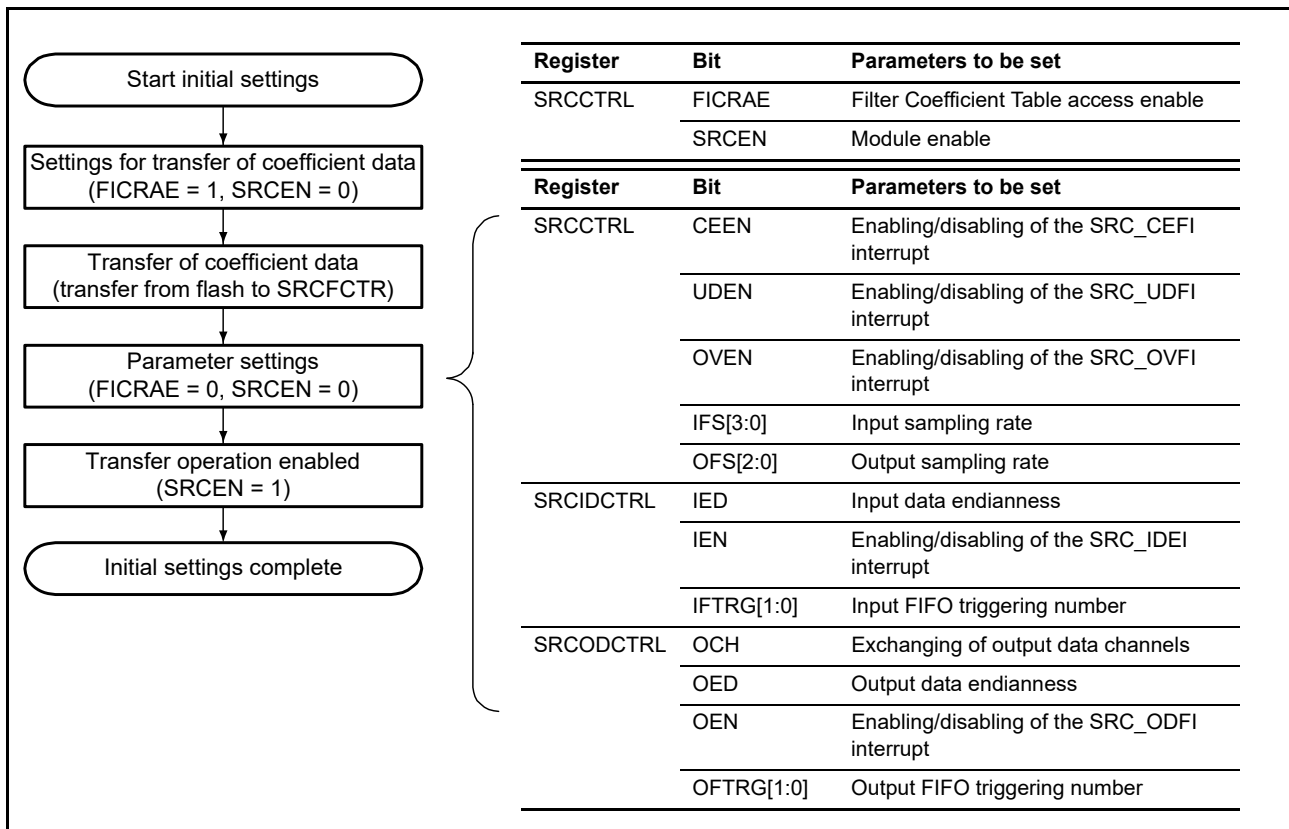 Start initial settings
Settings for transfer of coefficient data
(FICRAE = 1, SRCEN = 0)
Transfer of coefficient data
(transfer from flash to SRCFCTR)
Parameter settings
(FICRAE = 0, SRCEN = 0)
Transfer operation enabled
(SRCEN = 1)
Initial settings complete
Register Bit Parameters to be set
SRCCTRL FICRAE Filter Coefficient Table access enable
SRCEN Module enable
Register Bit Parameters to be set
SRCCTRL CEEN Enabling/disabling of the SRC_CEFI
interrupt
UDEN Enabling/disabling of the SRC_UDFI
interrupt
OVEN Enabling/disabling of the SRC_OVFI
interrupt
IFS[3:0] Input sampling rate
OFS[2:0] Output sampling rate
SRCIDCTRL IED Input data endianness
IEN Enabling/disabling of the SRC_IDEI
interrupt
IFTRG[1:0] Input FIFO triggering number
SRCODCTRL OCH Exchanging of output data channels
OED Output data endianness
OEN Enabling/disabling of the SRC_ODFI
interrupt
OFTRG[1:0] Output FIFO triggering number